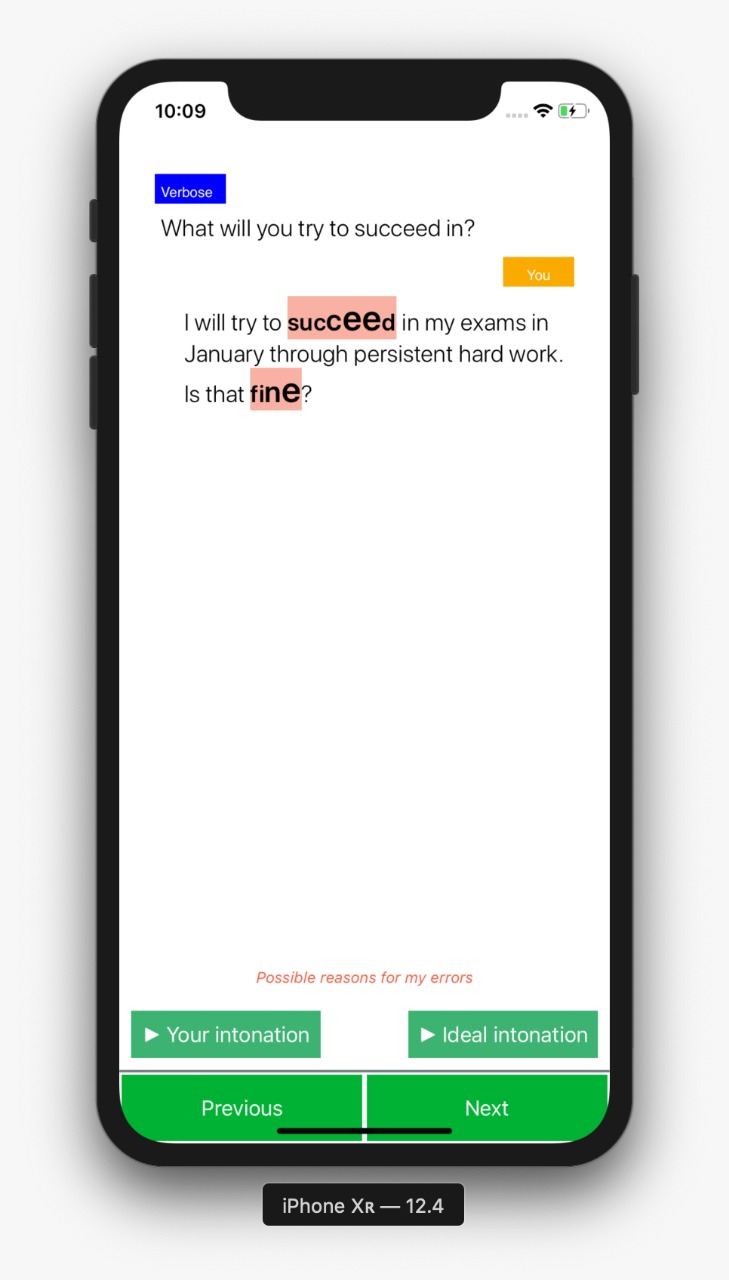 10:09
Verbose
What will you try to succeed in?
You
I will try to succeed in my exams in
January through persistent hard work.
Is that fine?
Possible reasons for my errors
▶ Your intonation
▶ Ideal intonation
Previous
Next
iPhone Xʀ — 12.4